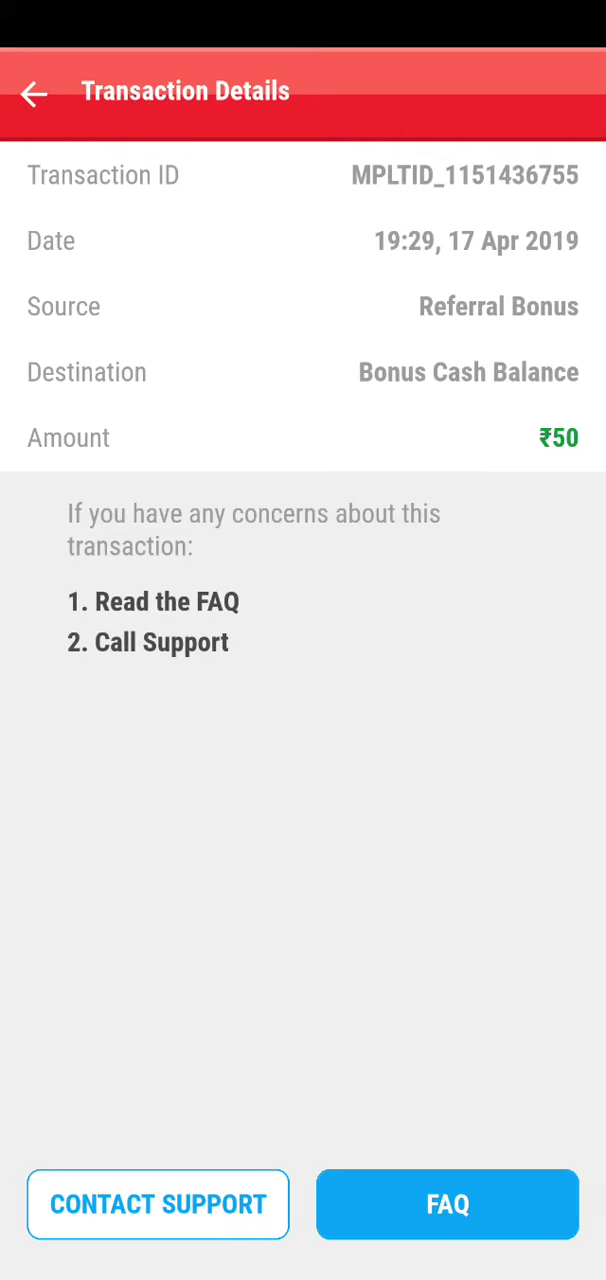 Transaction Details
Transaction ID MPLTID_1151436755
Date 19:29, 17 Apr 2019
Source Referral Bonus
Destination Bonus Cash Balance
Amount ₹50
If you have any concerns about this
transaction:
1. Read the FAQ
2. Call Support
CONTACT SUPPORT FAQ